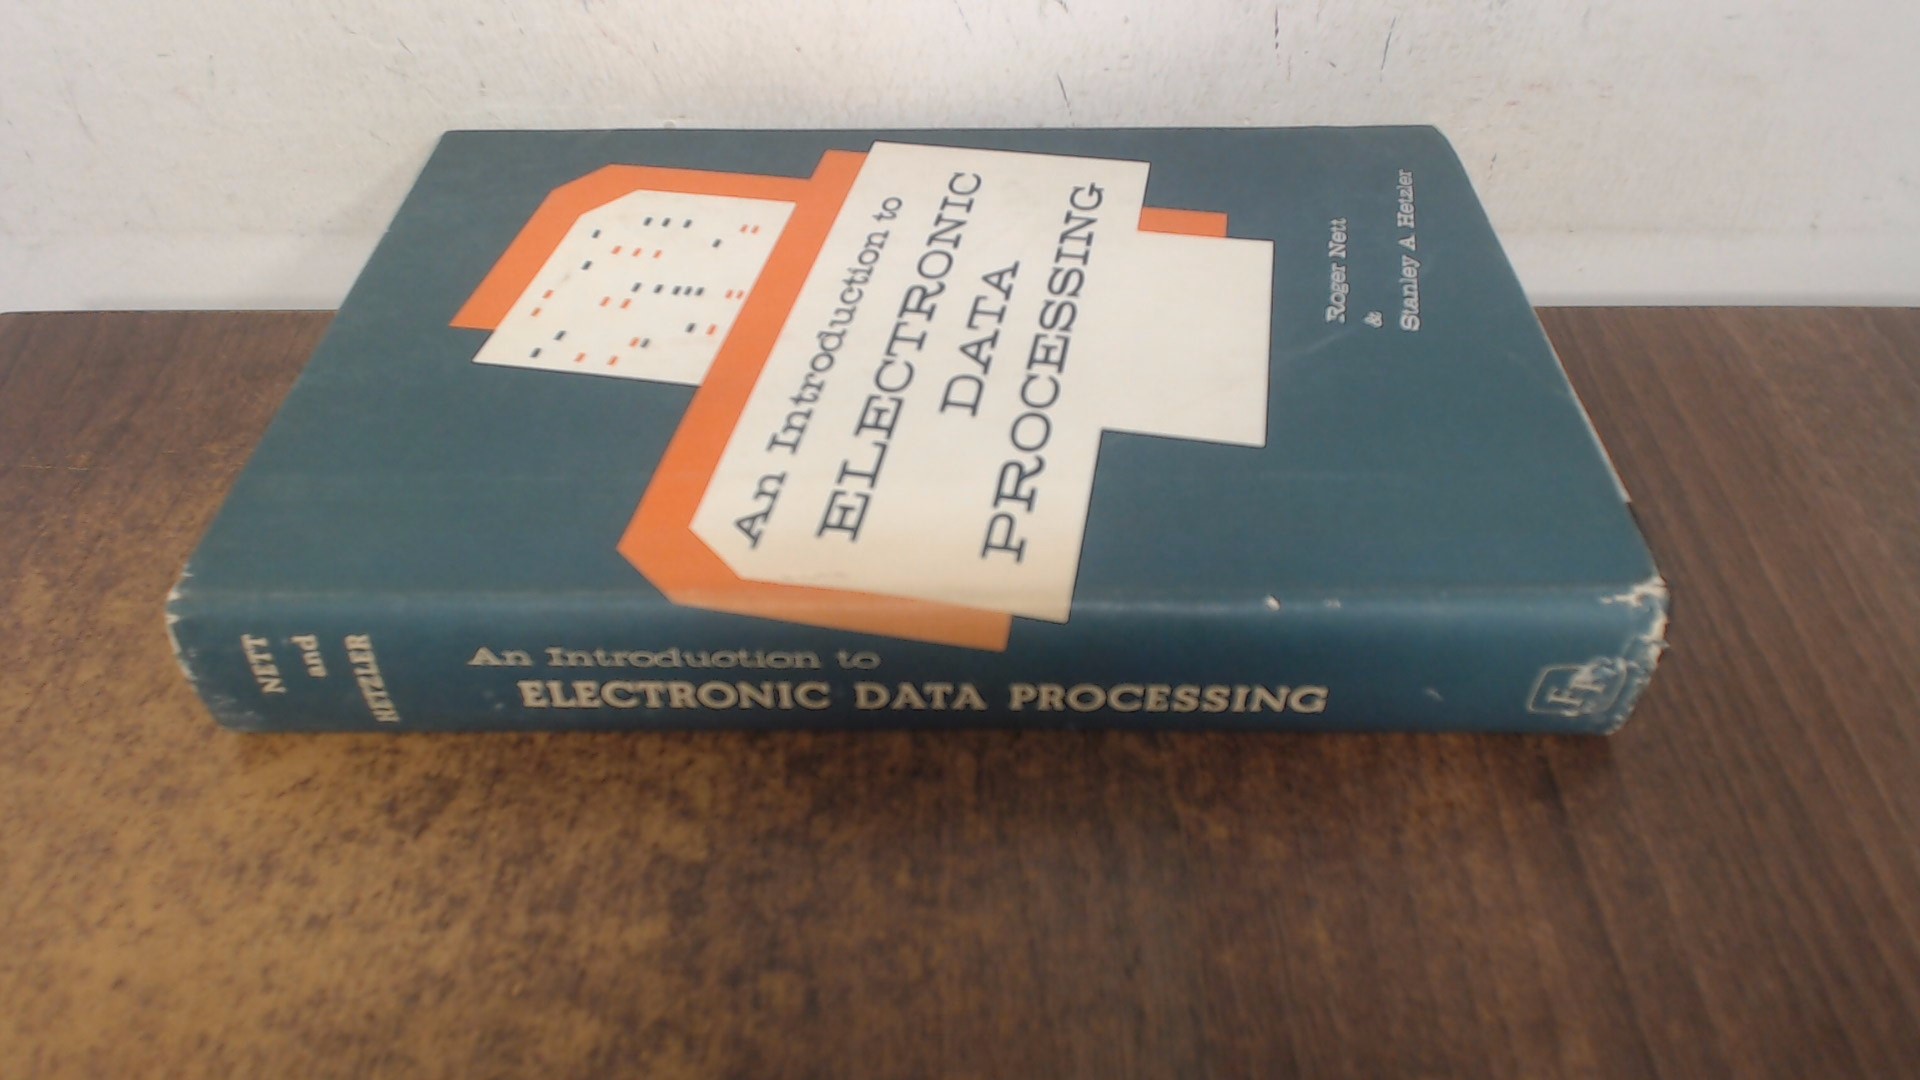 An Introduction to
ELECTRONIC
DATA
PROCESSING
Roger Nett
&
Stanley A Hetzler
NETT
and
HETZLER
An Introduction to
ELECTRONIC DATA PROCESSING